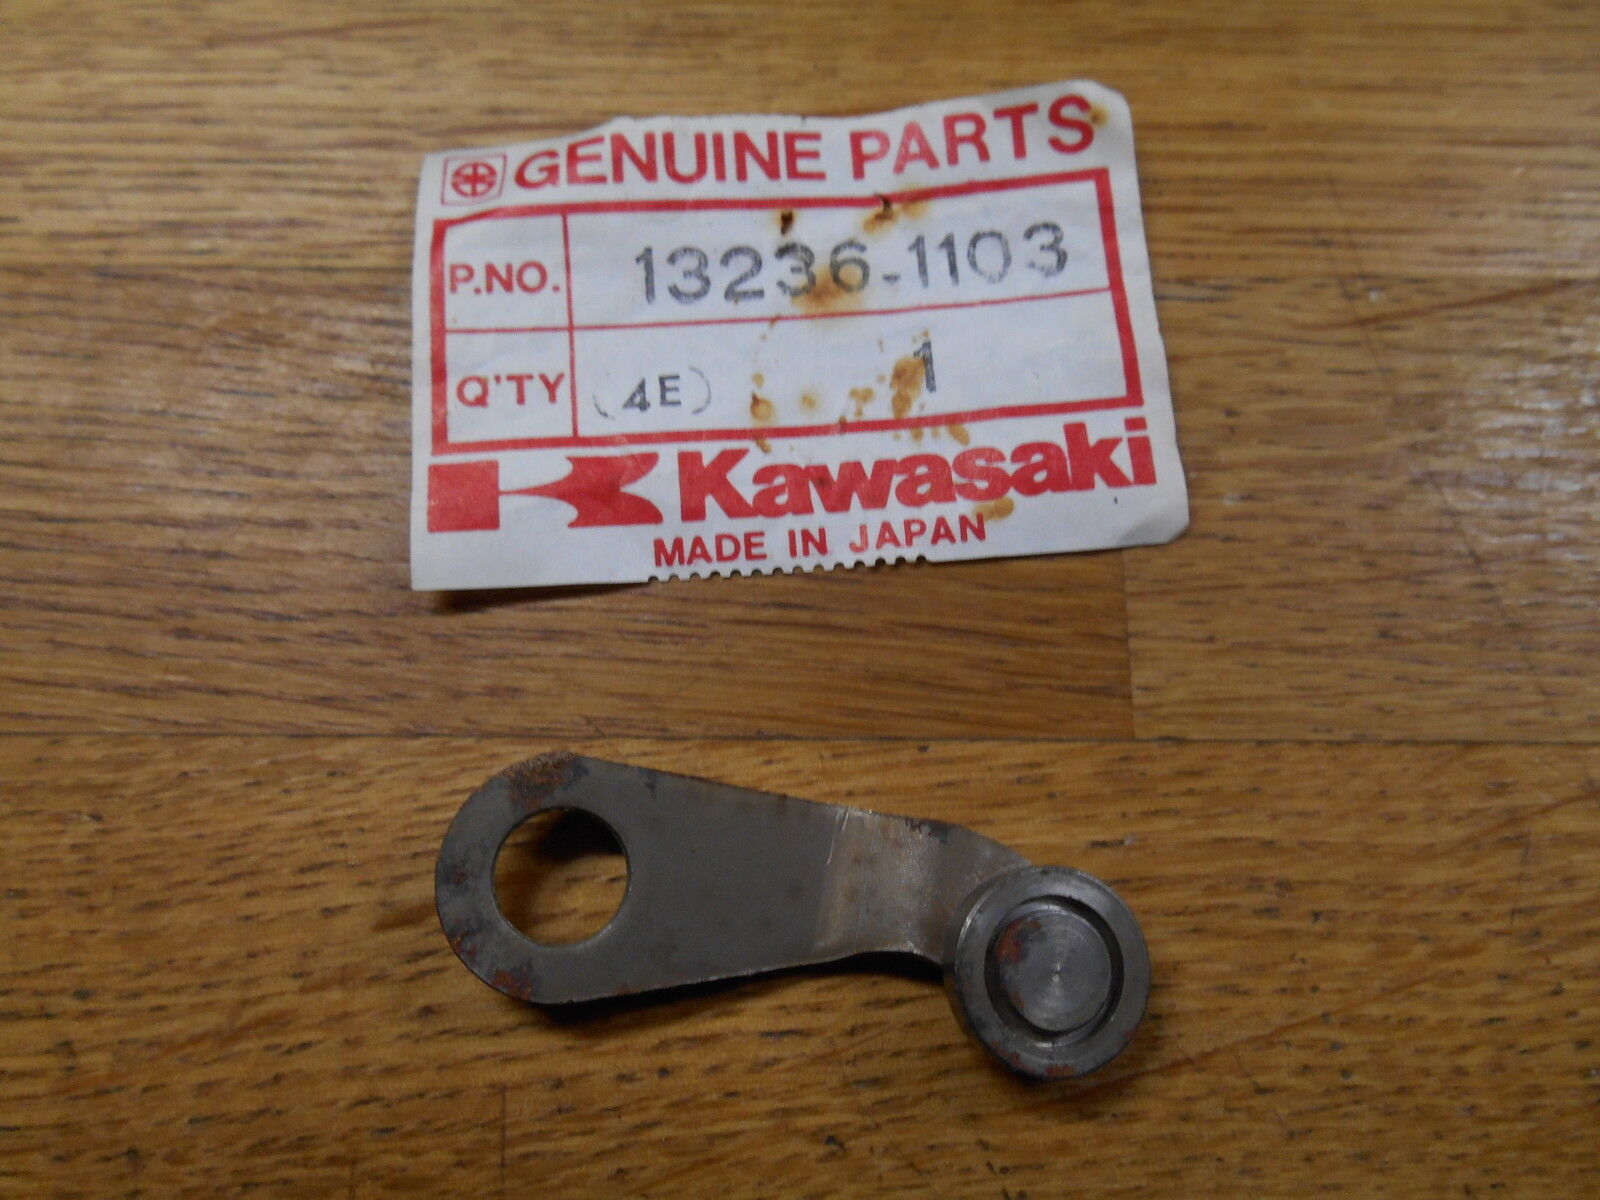 GENUINE PARTS
P.NO. 13236-1103
Q'TY (4E) 1
Kawasaki
MADE IN JAPAN